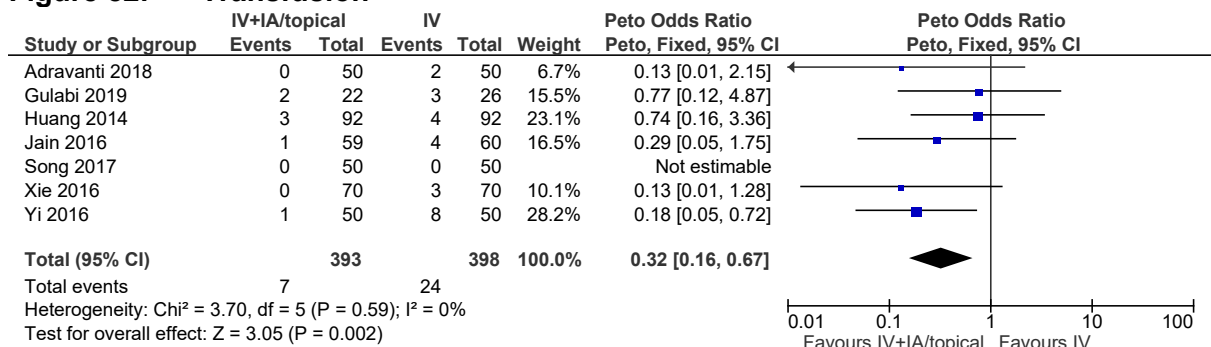 IV+IA/topical IV Peto Odds Ratio Peto Odds Ratio
Study or Subgroup Events Total Events Total Weight Peto, Fixed, 95% CI Peto, Fixed, 95% CI
Adravanti 2018 0 50 2 50 6.7% 0.13 [0.01, 2.15]
Gulabi 2019 2 22 3 26 15.5% 0.77 [0.12, 4.87]
Huang 2014 3 92 4 92 23.1% 0.74 [0.16, 3.36]
Jain 2016 1 59 4 60 16.5% 0.29 [0.05, 1.75]
Song 2017 0 50 0 50 Not estimable
Xie 2016 0 70 3 70 10.1% 0.13 [0.01, 1.28]
Yi 2016 1 50 8 50 28.2% 0.18 [0.05, 0.72]
Total (95% CI) 393 398 100.0% 0.32 [0.16, 0.67]
Total events 7 24
Heterogeneity: Chi² = 3.70, df = 5 (P = 0.59); I² = 0%
Test for overall effect: Z = 3.05 (P = 0.002)
0.01 0.1 1 10 100
Favours IV+IA/topical Favours IV